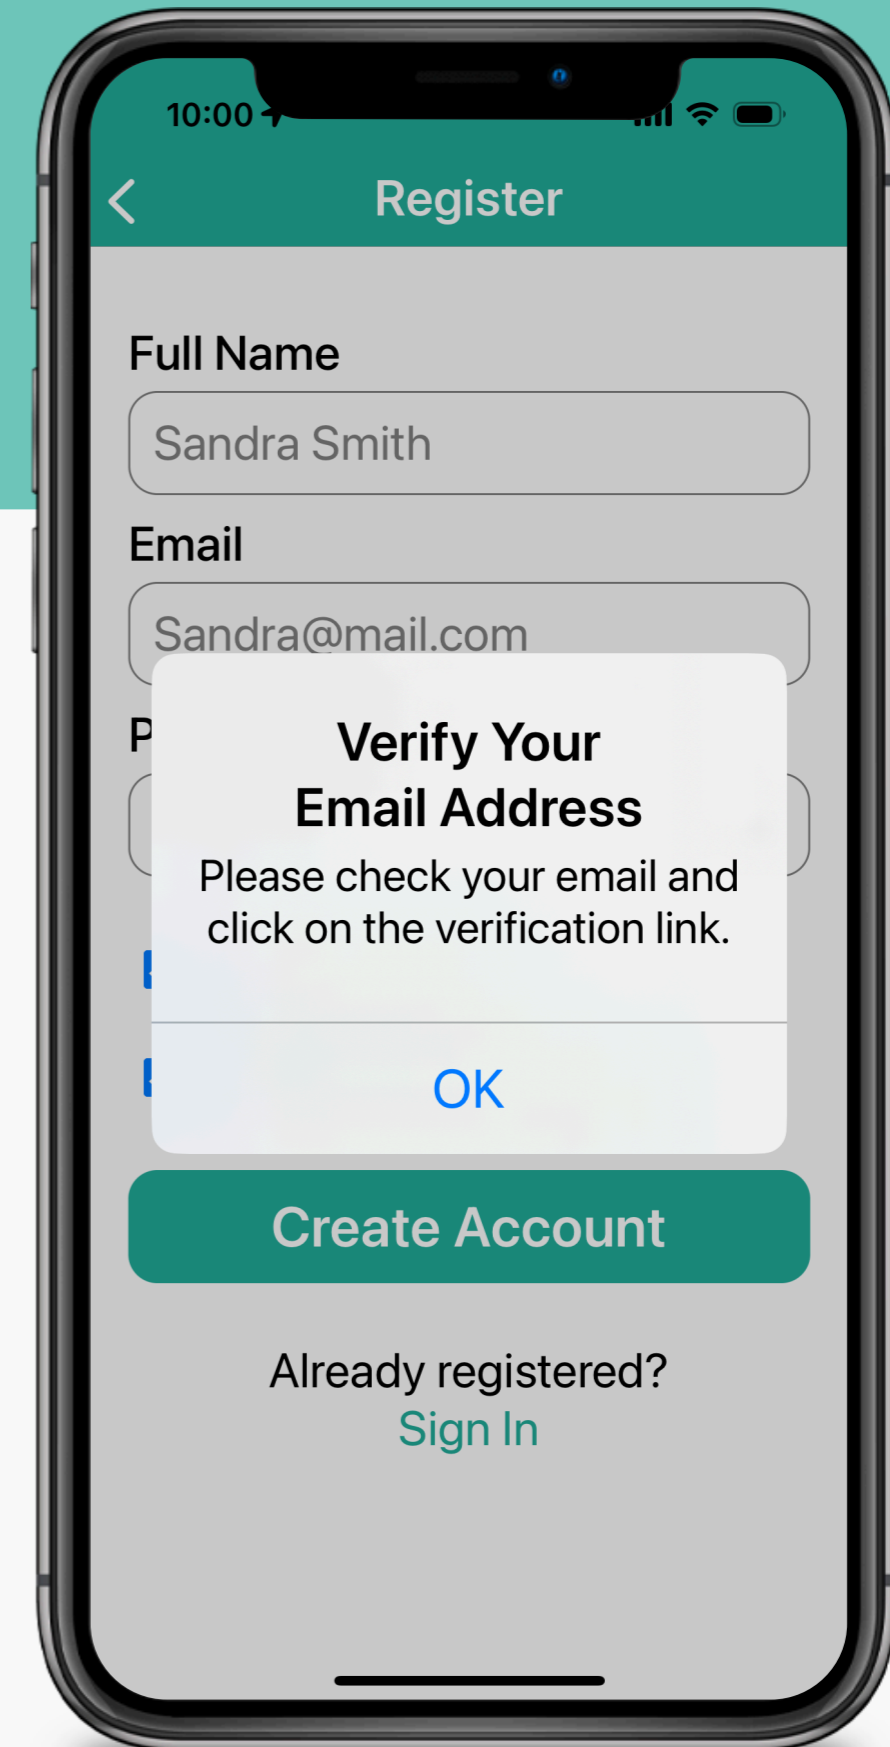 10:00
Register
Full Name
Sandra Smith
Email
Sandra@mail.com
Verify Your
Email Address
Please check your email and
click on the verification link.
OK
Create Account
Already registered?
Sign In